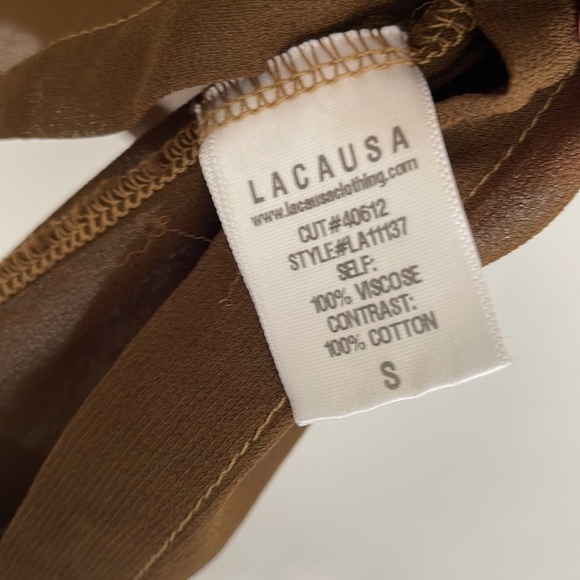 LACAUSA
www.lacausaclothing.com
CUT#40612
STYLE#LA11137
SELF:
100% VISCOSE
CONTRAST:
100% COTTON
S